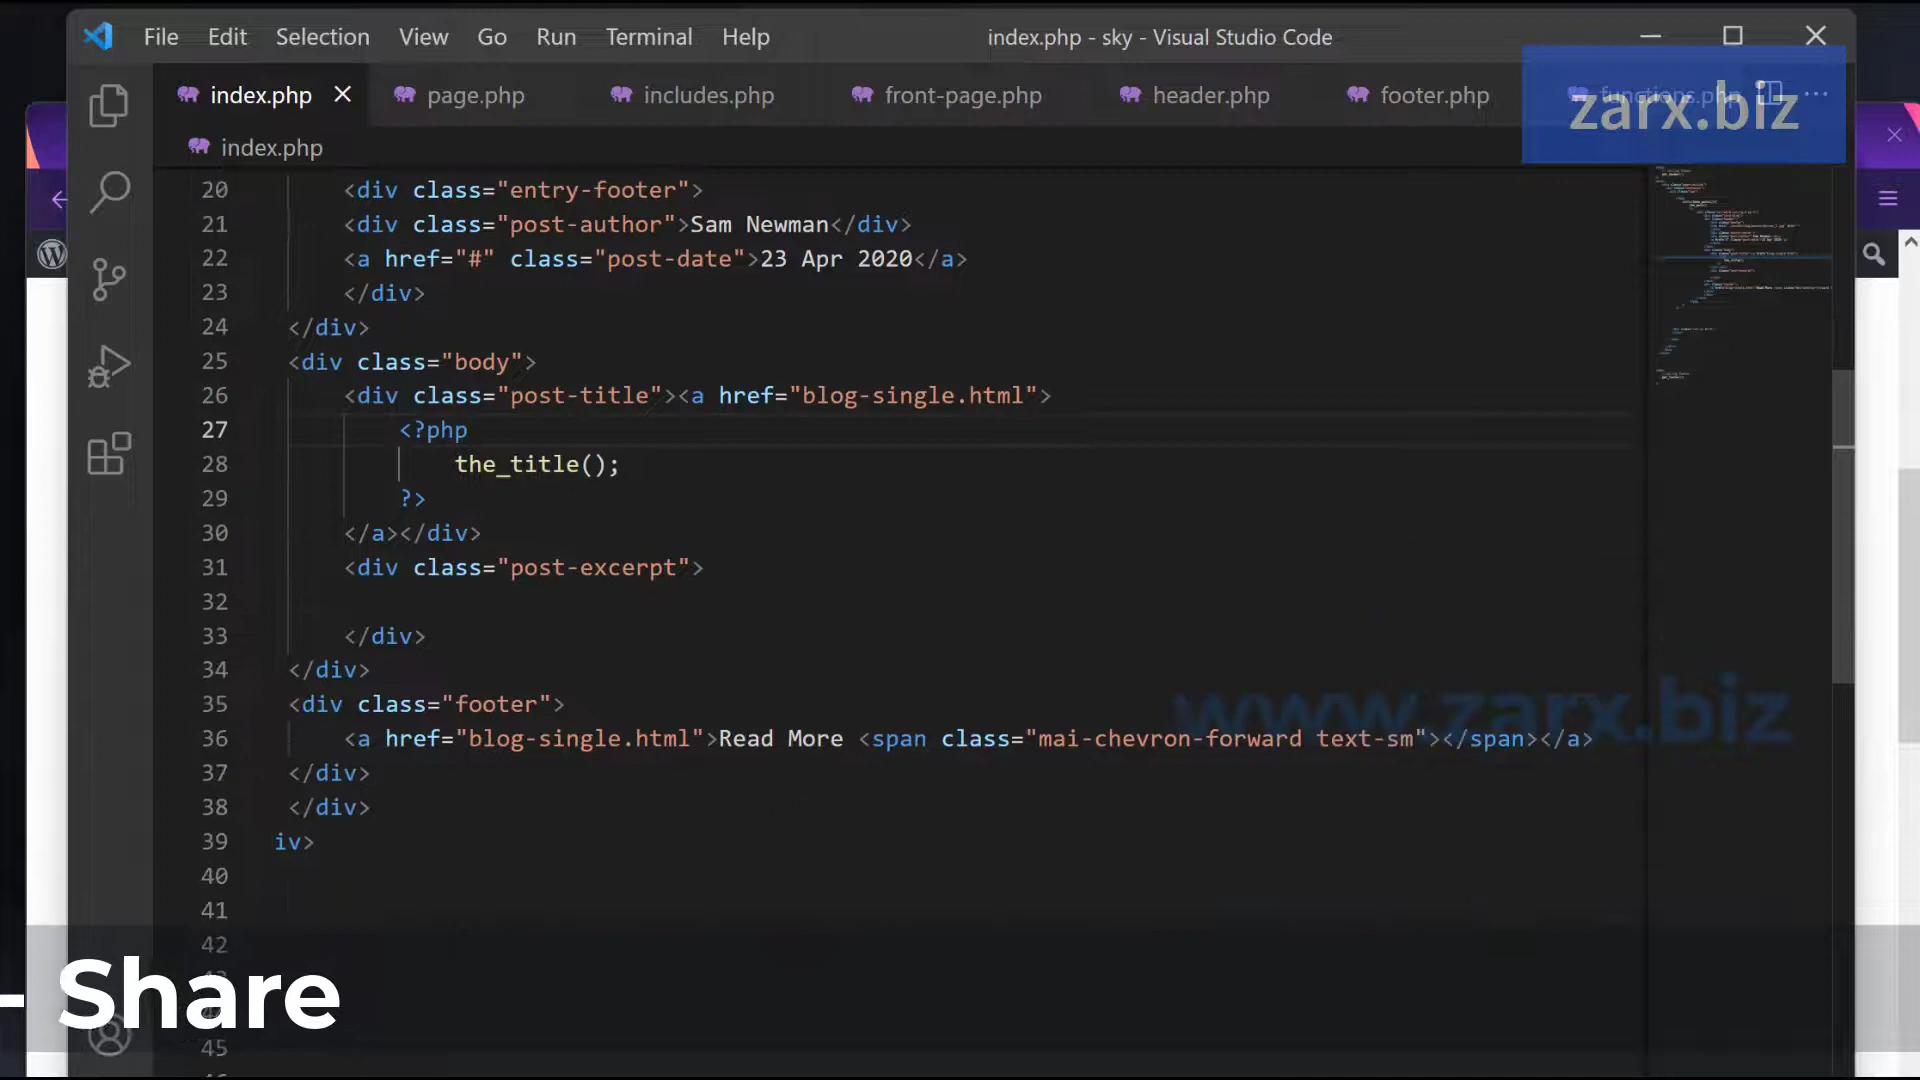 File Edit Selection View Go Run Terminal Help index.php - sky - Visual Studio Code
index.php page.php includes.php front-page.php header.php footer.php functions.php
zarx.biz
index.php
20 <div class="entry-footer">
21 <div class="post-author">Sam Newman</div>
22 <a href="#" class="post-date">23 Apr 2020</a>
23 </div>
24 </div>
25 <div class="body">
26 <div class="post-title"><a href="blog-single.html">
27 <?php
28 the_title();
29 ?>
30 </a></div>
31 <div class="post-excerpt">
32
33 </div>
34 </div>
35 <div class="footer">
www.zarx.biz
36 <a href="blog-single.html">Read More <span class="mai-chevron-forward text-sm"></span></a>
37 </div>
38 </div>
39 iv>
40
41
42
- Share
45